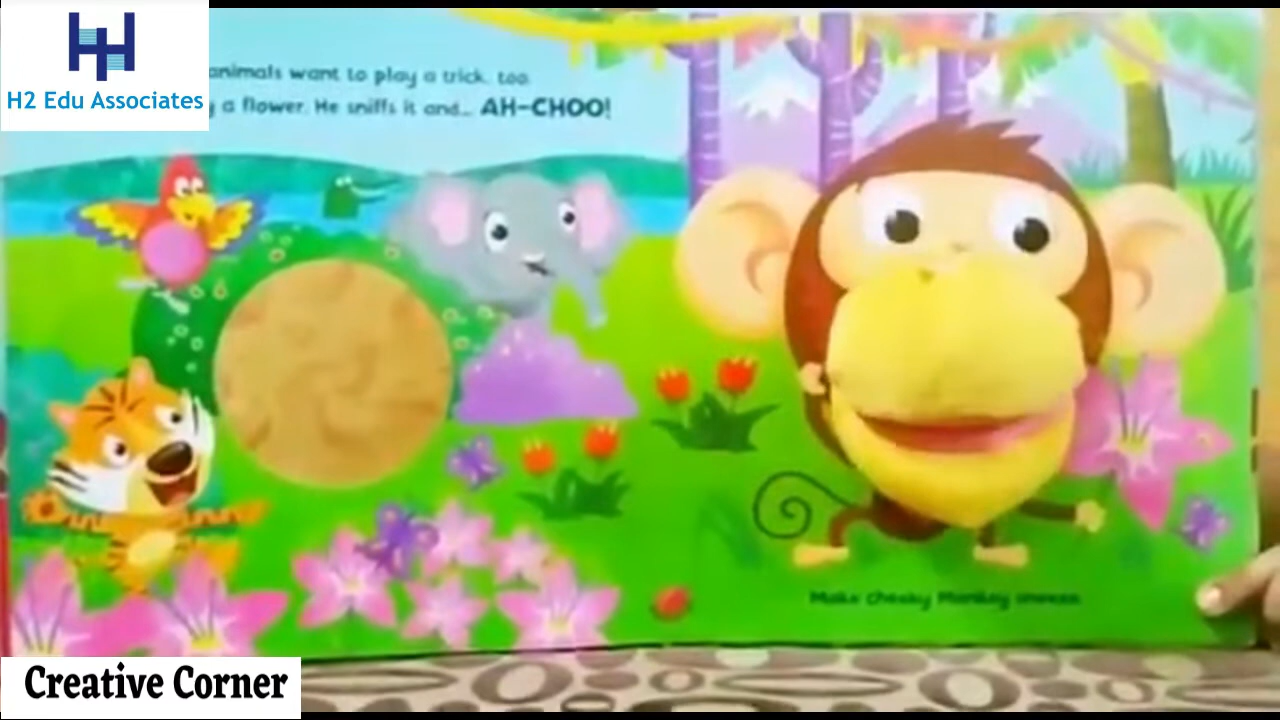 H2 Edu Associates
animals want to play a trick, too.
a flower. He sniffs it and... AH-CHOO!
Make Cheeky Monkey sneeze.
Creative Corner